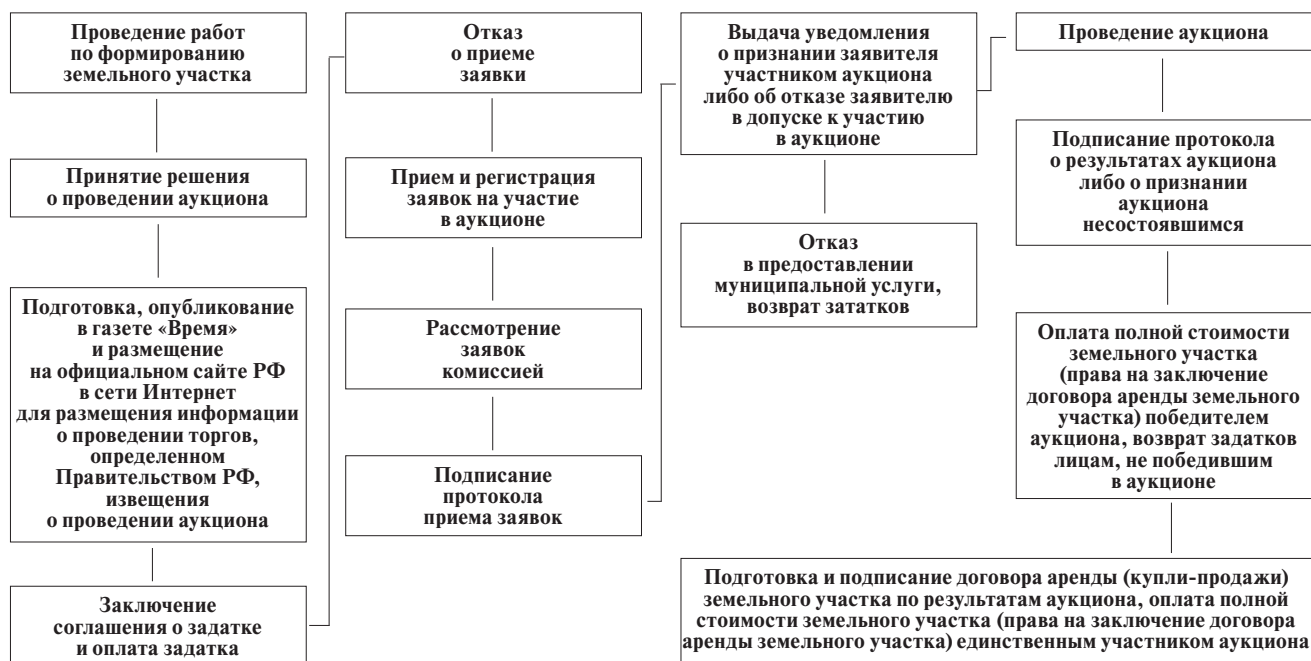 Проведение работ
по формированию
земельного участка
Принятие решения
о проведении аукциона
Подготовка, опубликование
в газете «Время»
и размещение
на официальном сайте РФ
в сети Интернет
для размещения информации
о проведении торгов,
определенном
Правительством РФ,
извещения
о проведении аукциона
Заключение
соглашения о задатке
и оплата задатка
Отказ
о приеме
заявки
Прием и регистрация
заявок на участие
в аукционе
Рассмотрение
заявок
комиссией
Подписание
протокола
приема заявок
Выдача уведомления
о признании заявителя
участником аукциона
либо об отказе заявителю
в допуске к участию
в аукционе
Отказ
в предоставлении
муниципальной услуги,
возврат зататков
Проведение аукциона
Подписание протокола
о результатах аукциона
либо о признании
аукциона
несостоявшимся
Оплата полной стоимости
земельного участка
(права на заключение
договора аренды земельного
участка) победителем
аукциона, возврат задатков
лицам, не победившим
в аукционе
Подготовка и подписание договора аренды (купли-продажи)
земельного участка по результатам аукциона, оплата полной
стоимости земельного участка (права на заключение договора
аренды земельного участка) единственным участником аукциона